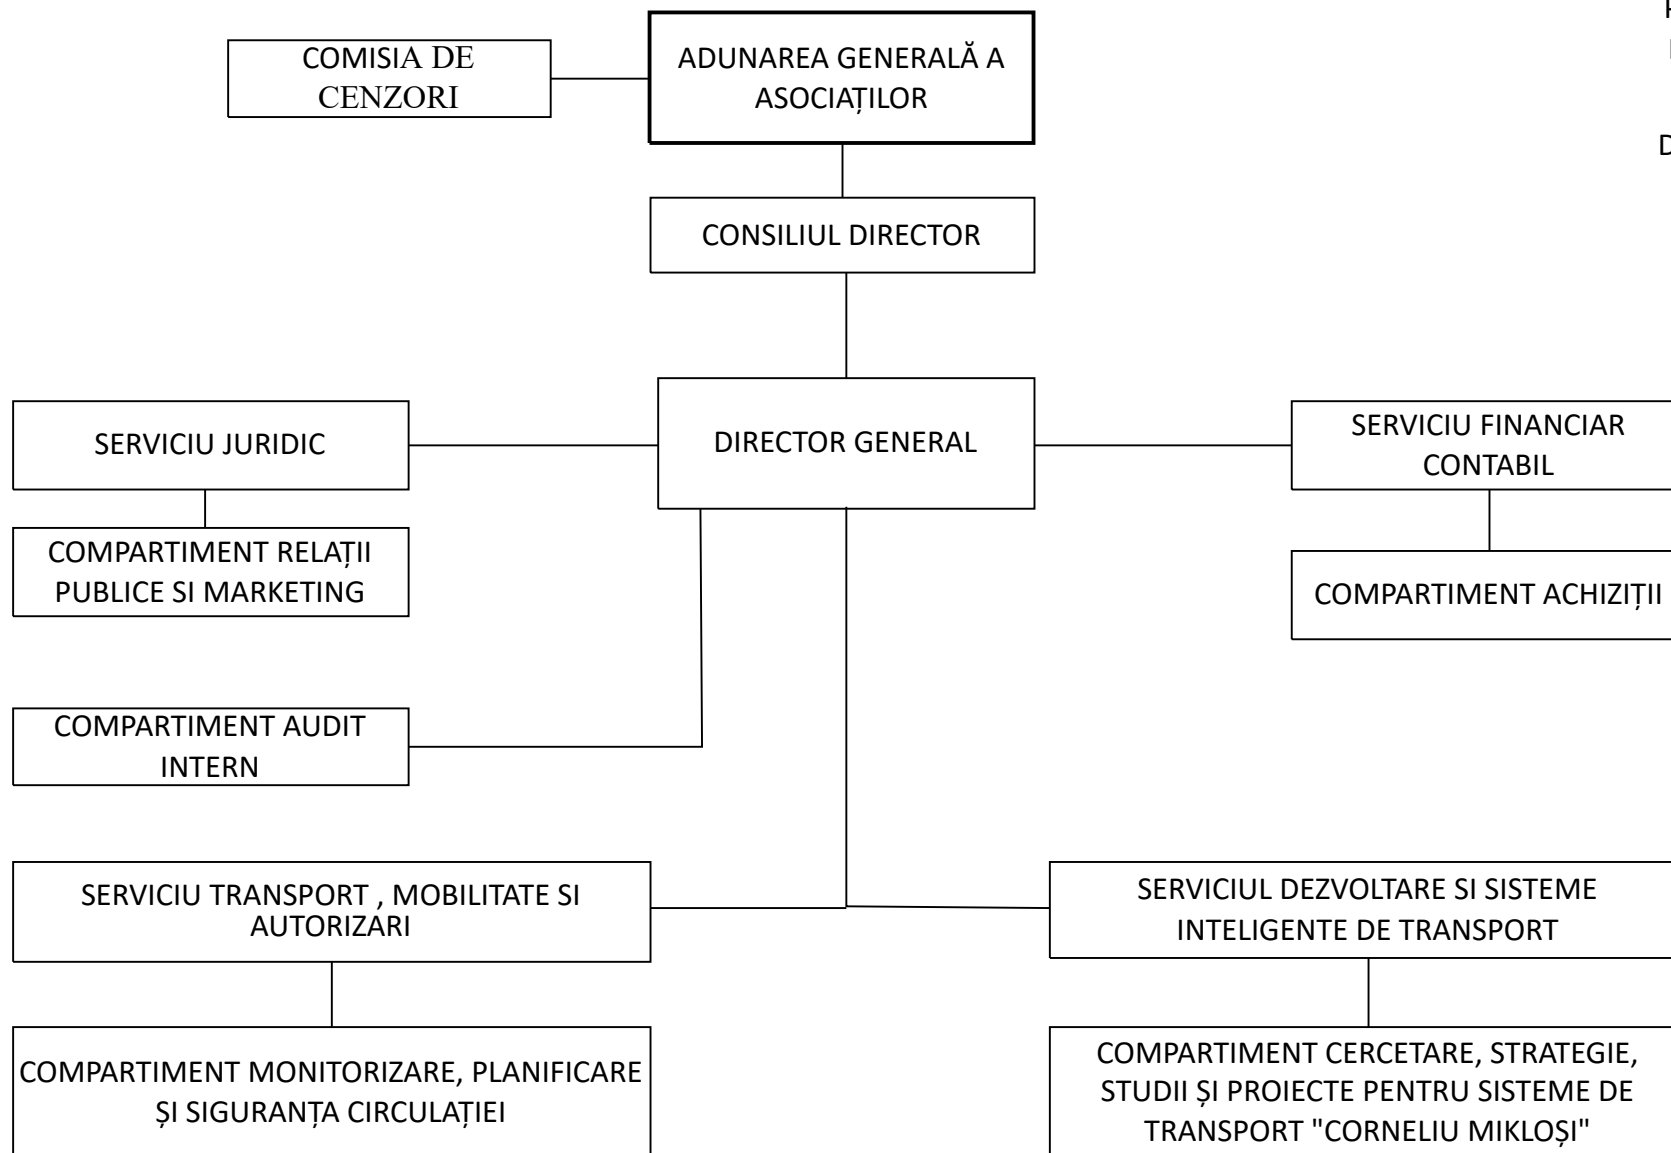 COMISIA DE
CENZORI
ADUNAREA GENERALĂ A
ASOCIAȚILOR
CONSILIUL DIRECTOR
SERVICIU JURIDIC
DIRECTOR GENERAL
SERVICIU FINANCIAR
CONTABIL
COMPARTIMENT RELAȚII
PUBLICE SI MARKETING
COMPARTIMENT ACHIZIȚII
COMPARTIMENT AUDIT
INTERN
SERVICIU TRANSPORT , MOBILITATE SI
AUTORIZARI
SERVICIUL DEZVOLTARE SI SISTEME
INTELIGENTE DE TRANSPORT
COMPARTIMENT MONITORIZARE, PLANIFICARE
ȘI SIGURANȚA CIRCULAȚIEI
COMPARTIMENT CERCETARE, STRATEGIE,
STUDII ȘI PROIECTE PENTRU SISTEME DE
TRANSPORT "CORNELIU MIKLOȘI"